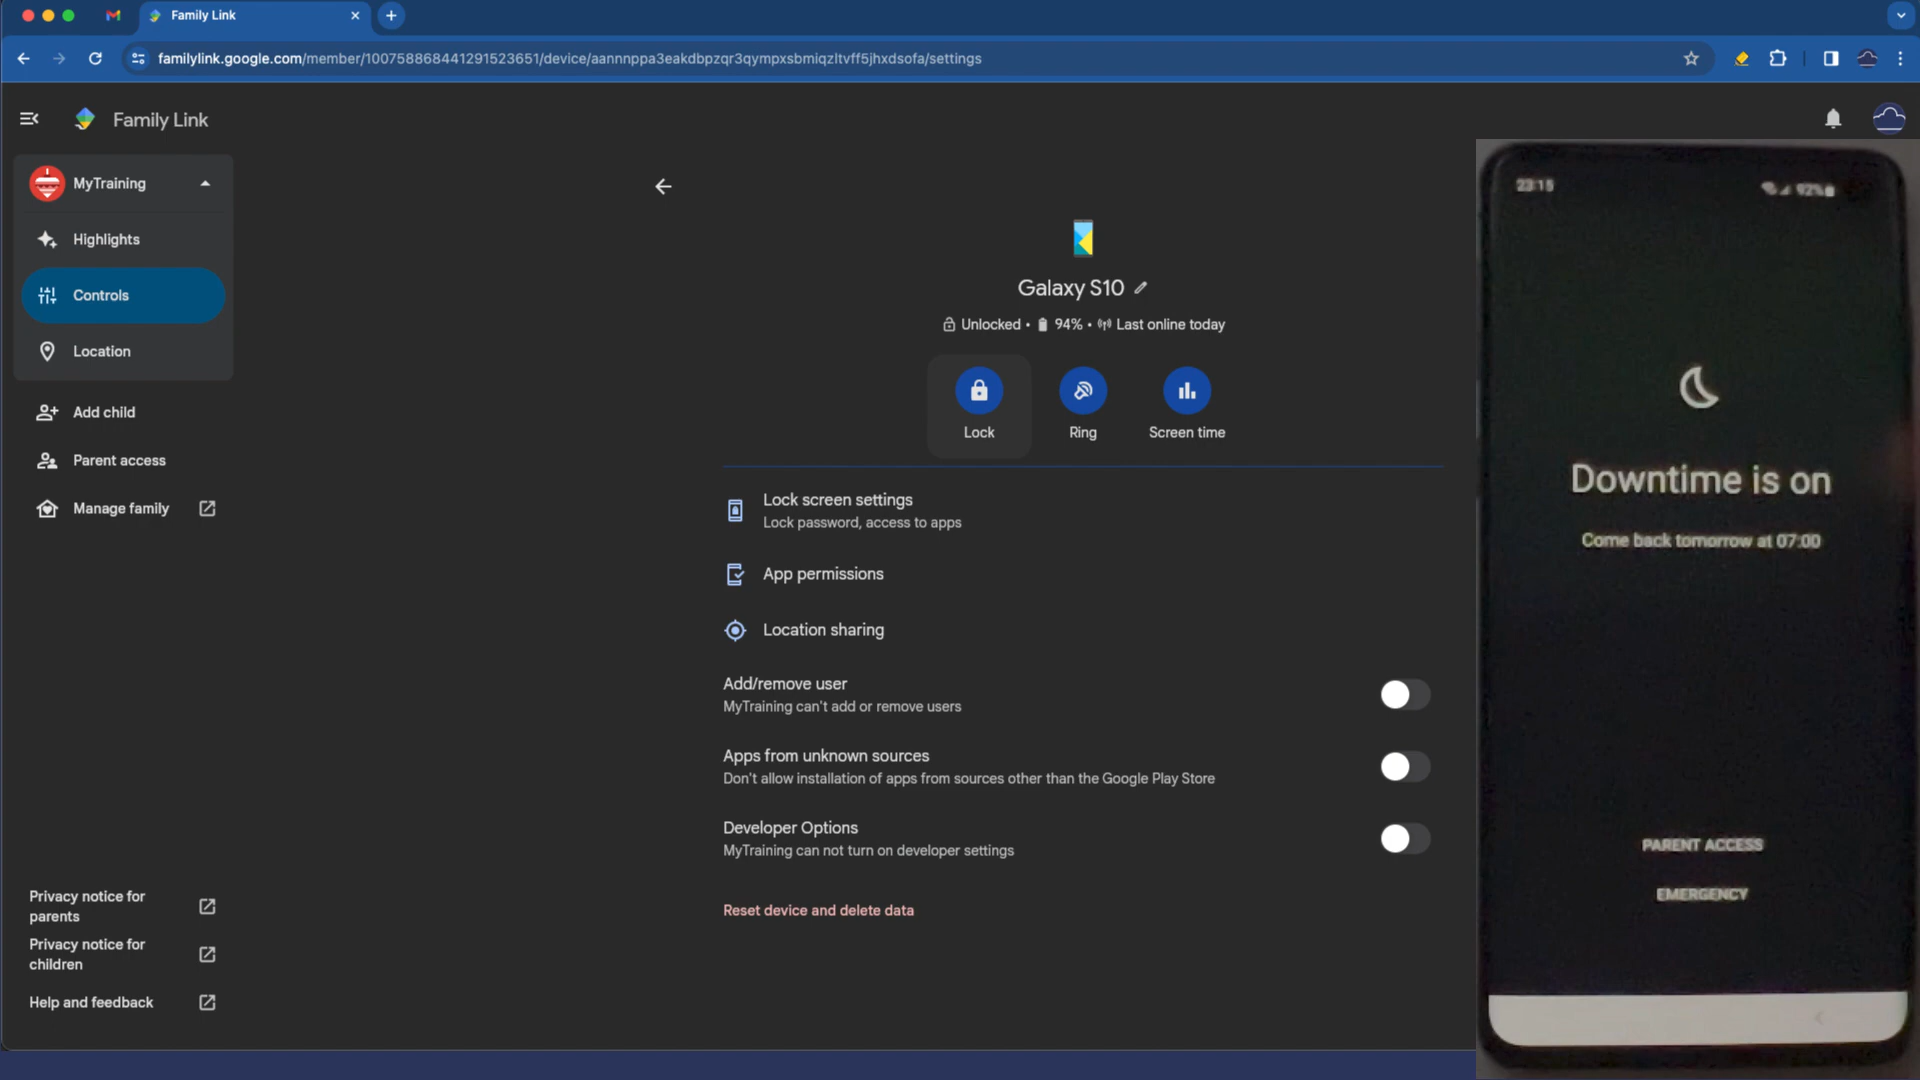 Family Link
familylink.google.com/member/100758868441291523651/device/aannnppa3eakdbpzqr3qympxsbmiqzltvff5jhxdsofa/settings
Family Link
MyTraining
Highlights
Controls
Location
Add child
Parent access
Manage family
Privacy notice for
parents
Privacy notice for
children
Help and feedback
Galaxy S10
Unlocked • 94% • Last online today
Lock
Ring
Screen time
Lock screen settings
Lock password, access to apps
App permissions
Location sharing
Add/remove user
MyTraining can't add or remove users
Apps from unknown sources
Don't allow installation of apps from sources other than the Google Play Store
Developer Options
MyTraining can not turn on developer settings
Reset device and delete data
23:15
92%
Downtime is on
Come back tomorrow at 07:00
PARENT ACCESS
EMERGENCY